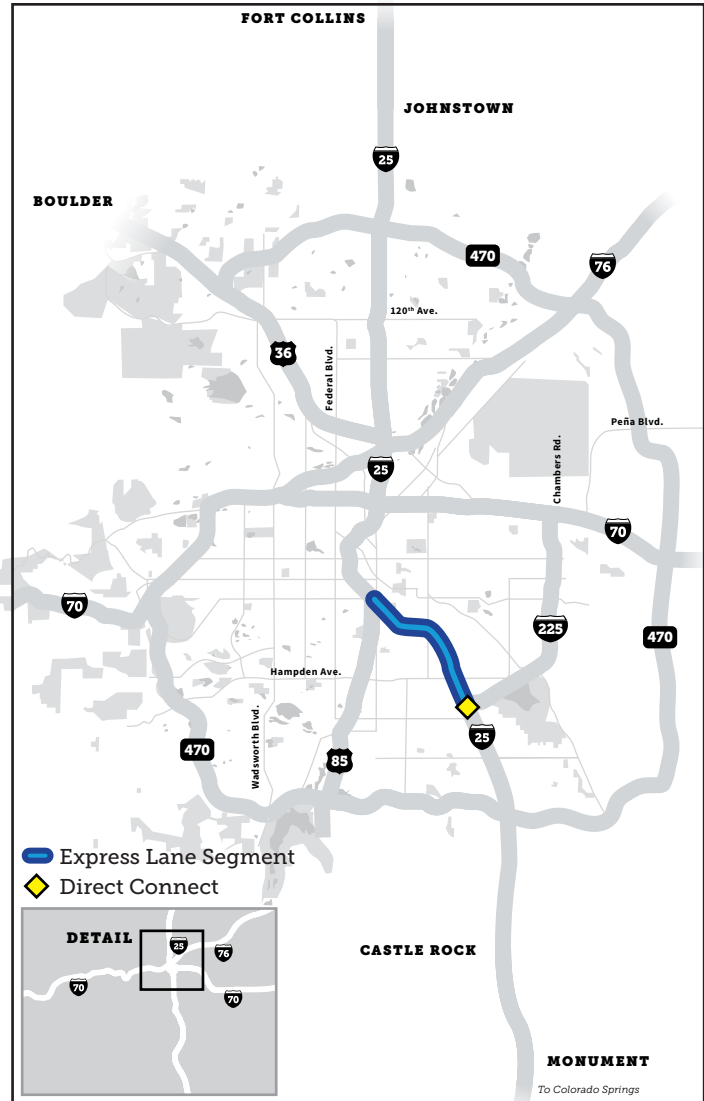 FORT COLLINS
JOHNSTOWN
25
BOULDER
470
76
120th Ave.
36
Federal Blvd.
Peña Blvd.
Chambers Rd.
25
70
70
225
470
Hampden Ave.
Wadsworth Blvd.
25
470
85
Express Lane Segment
Direct Connect
DETAIL
25
76
70
70
CASTLE ROCK
MONUMENT
To Colorado Springs